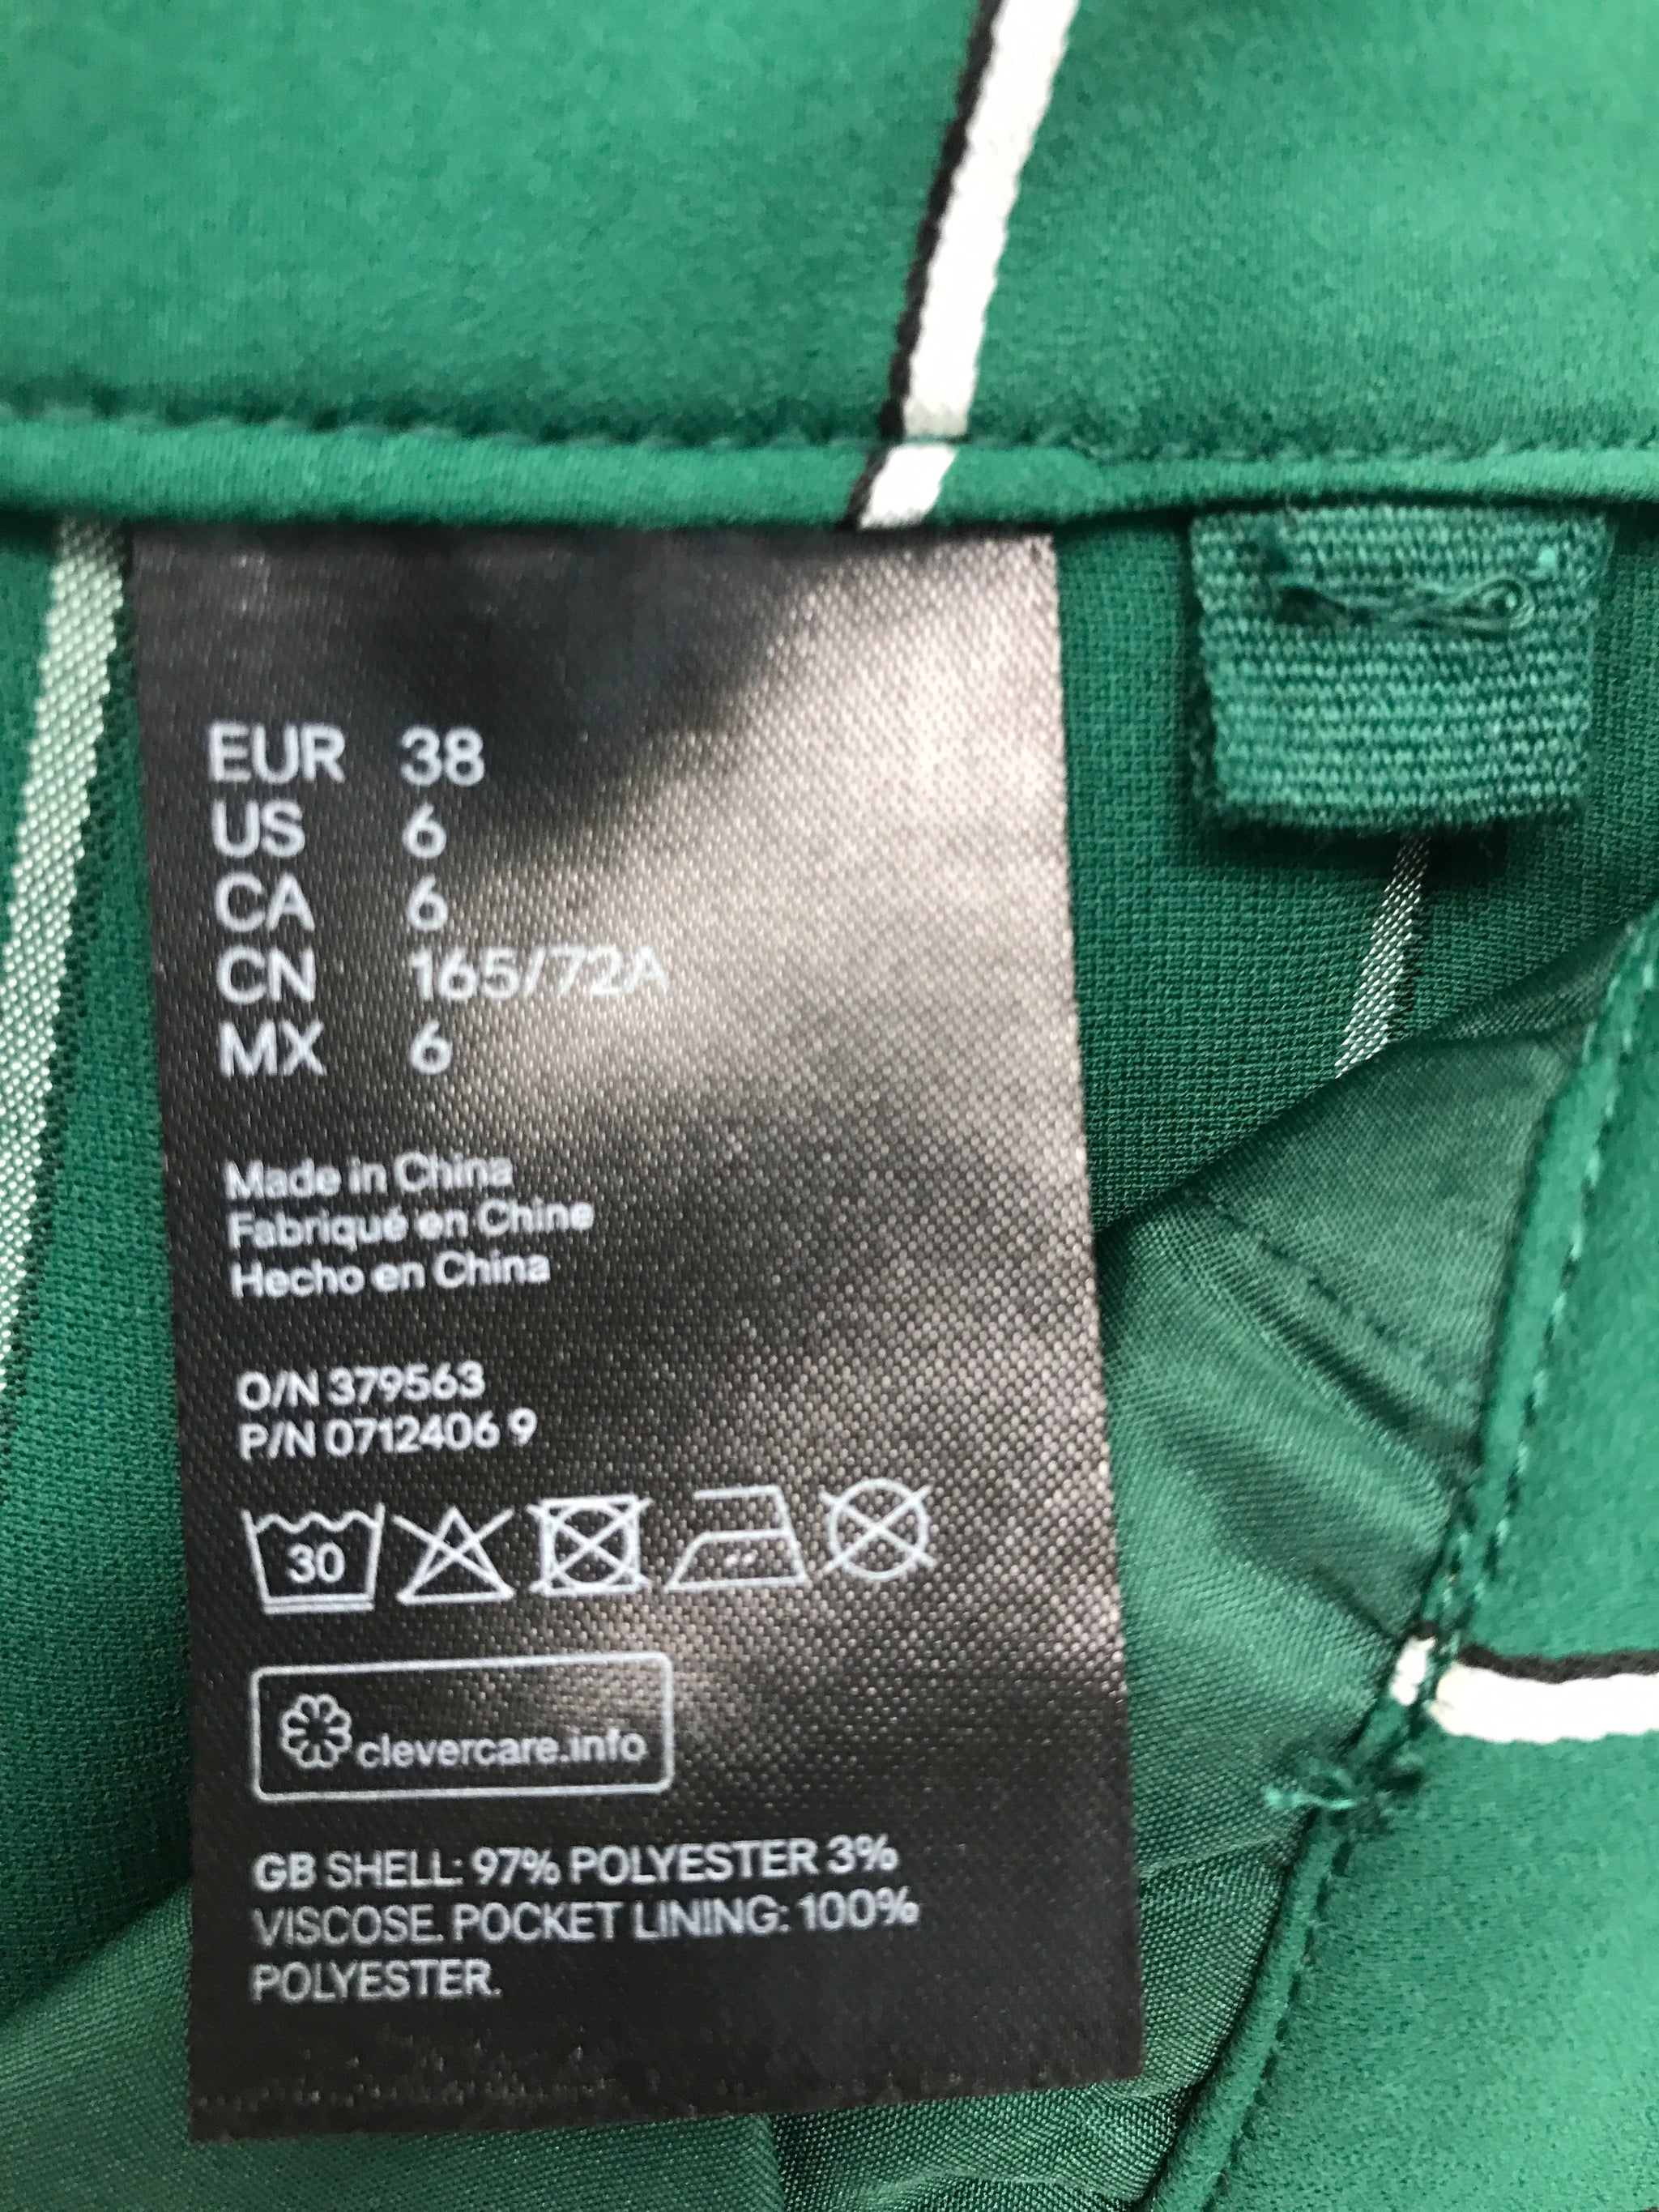 EUR 38
US 6
CA 6
CN 165/72A
MX 6
Made in China
Fabriqué en Chine
Hecho en China
O/N 379563
P/N 0712406 9
30
clevercare.info
GB SHELL: 97% POLYESTER 3%
VISCOSE. POCKET LINING: 100%
POLYESTER.